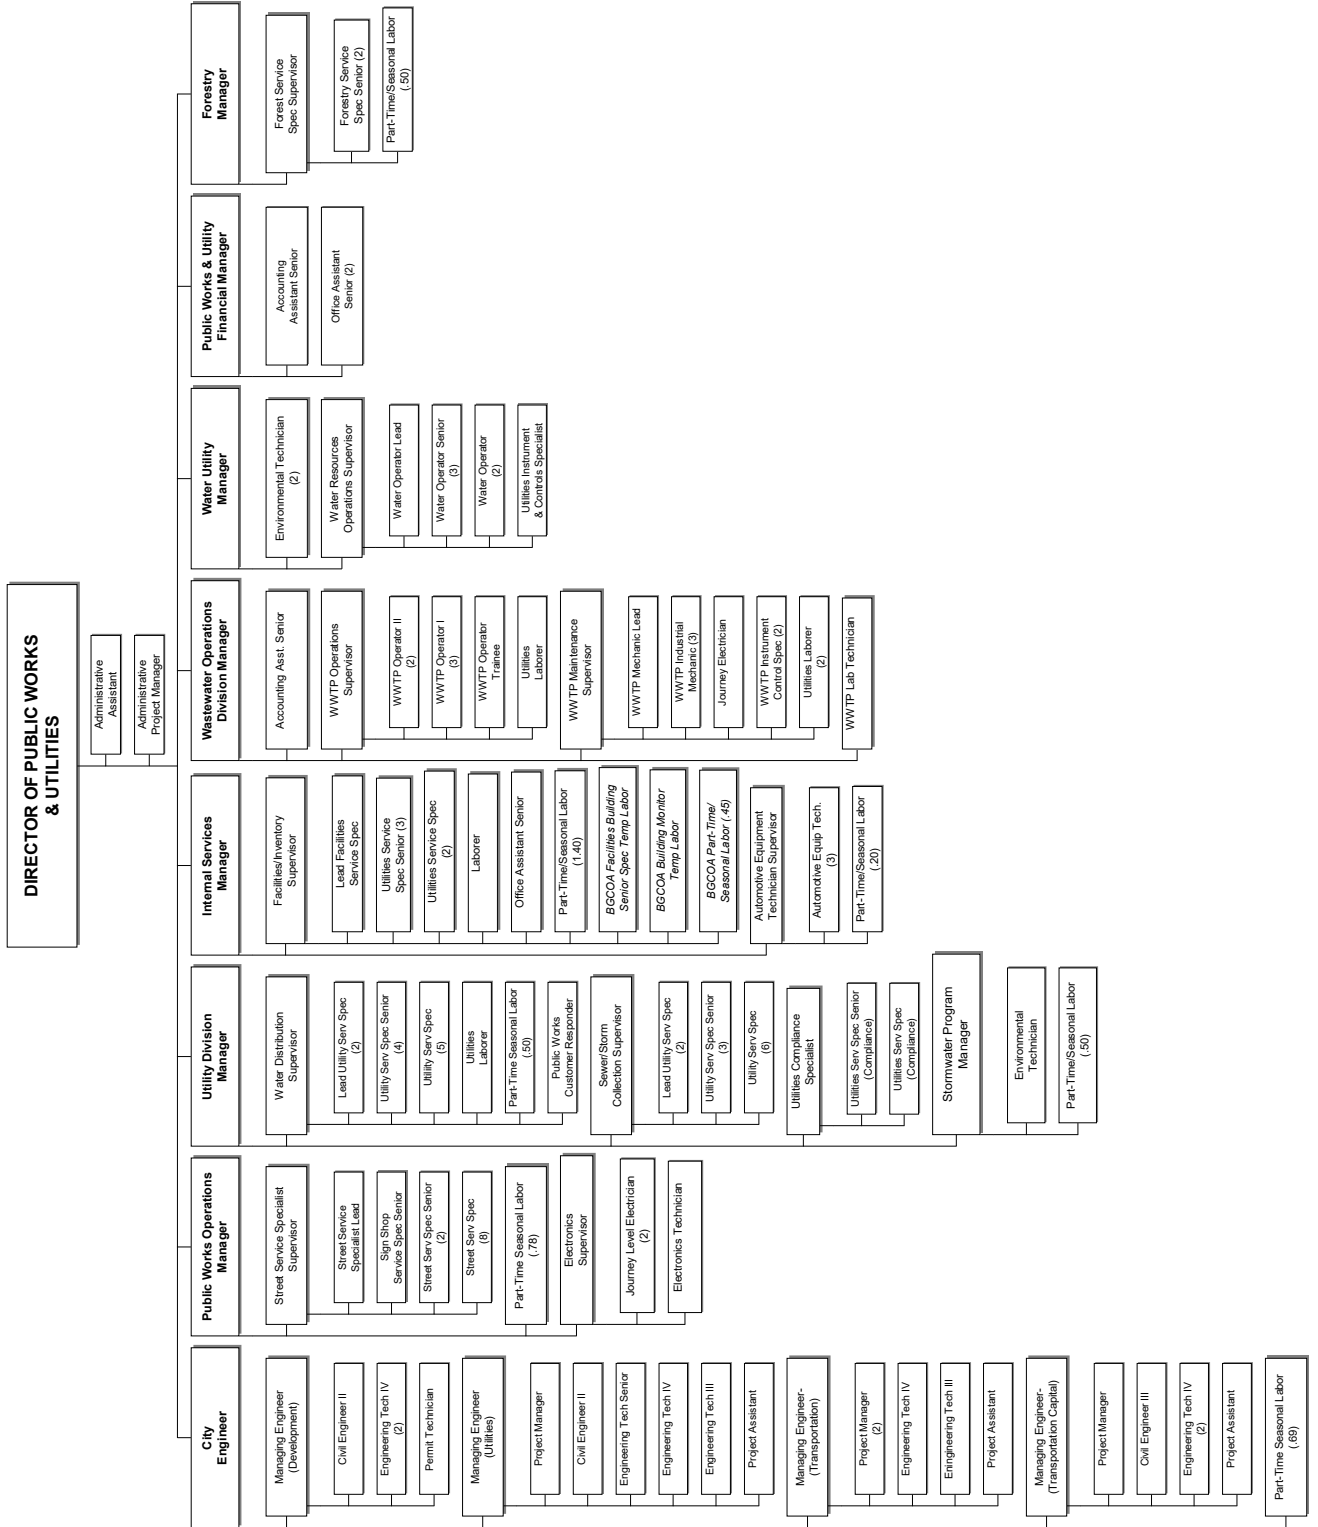 DIRECTOR OF PUBLIC WORKS
& UTILITIES
Administrative
Assistant
Administrative
Project Manager
City
Engineer
Managing Engineer
(Development)
Civil Engineer II
Engineering Tech IV
(2)
Permit Technician
Managing Engineer
(Utilities)
Project Manager
Civil Engineer II
Engineering Tech Senior
Engineering Tech IV
Engineering Tech III
Project Assistant
Managing Engineer-
(Transportation)
Project Manager
(2)
Engineering Tech IV
Eningineering Tech III
Project Assistant
Managing Engineer-
(Transportation Capital)
Project Manager
Civil Engineer III
Engineering Tech IV
(2)
Project Assistant
Part-Time Seasonal Labor
(.69)
Public Works Operations
Manager
Street Service Specialist
Supervisor
Street Service
Specialist Lead
Sign Shop
Service Spec Senior
Street Serv Spec Senior
(2)
Street Serv Spec
(8)
Part-Time Seasonal Labor
(.78)
Electronics
Supervisor
Journey Level Electrician
(2)
Electronics Technician
Utility Division
Manager
Water Distribution
Supervisor
Lead Utility Serv Spec
(2)
Utility Serv Spec Senior
(4)
Utility Serv Spec
(5)
Utilities
Laborer
Part-Time Seasonal Labor
(.50)
Public Works
Customer Responder
Sewer/Storm
Collection Supervisor
Lead Utility Serv Spec
(2)
Utility Serv Spec Senior
(3)
Utility Serv Spec
(6)
Utilities Compliance
Specialist
Utilities Serv Spec Senior
(Compliance)
Utilities Serv Spec
(Compliance)
Stormwater Program
Manager
Environmental
Technician
Part-Time/Seasonal Labor
(.50)
Internal Services
Manager
Facilities/Inventory
Supervisor
Lead Facilities
Service Spec
Utilities Service
Spec Senior (3)
Utilities Service Spec
(2)
Laborer
Office Assistant Senior
Part-Time/Seasonal Labor
(1.40)
BGCOA Facilities Building
Senior Spec Temp Labor
BGCOA Building Monitor
Temp Labor
BGCOA Part-Time/
Seasonal Labor (.45)
Automotive Equipment
Technician Supervisor
Automotive Equip Tech.
(3)
Part-Time/Seasonal Labor
(.20)
Wastewater Operations
Division Manager
Accounting Asst. Senior
WWTP Operations
Supervisor
WWTP Operator II
(2)
WWTP Operator I
(3)
WWTP Operator
Trainee
Utilities
Laborer
WWTP Maintenance
Supervisor
WWTP Mechanic Lead
WWTP Industrial
Mechanic (3)
Journey Electrician
WWTP Instrument
Control Spec (2)
Utilities Laborer
(2)
WWTP Lab Technician
Water Utility
Manager
Environmental Technician
(2)
Water Resources
Operations Supervisor
Water Operator Lead
Water Operator Senior
(3)
Water Operator
(2)
Utilities Instrument
& Controls Specialist
Public Works & Utility
Financial Manager
Accounting
Assistant Senior
Office Assistant
Senior (2)
Forestry
Manager
Forest Service
Spec Supervisor
Forestry Service
Spec Senior (2)
Part-Time/Seasonal Labor
(.50)